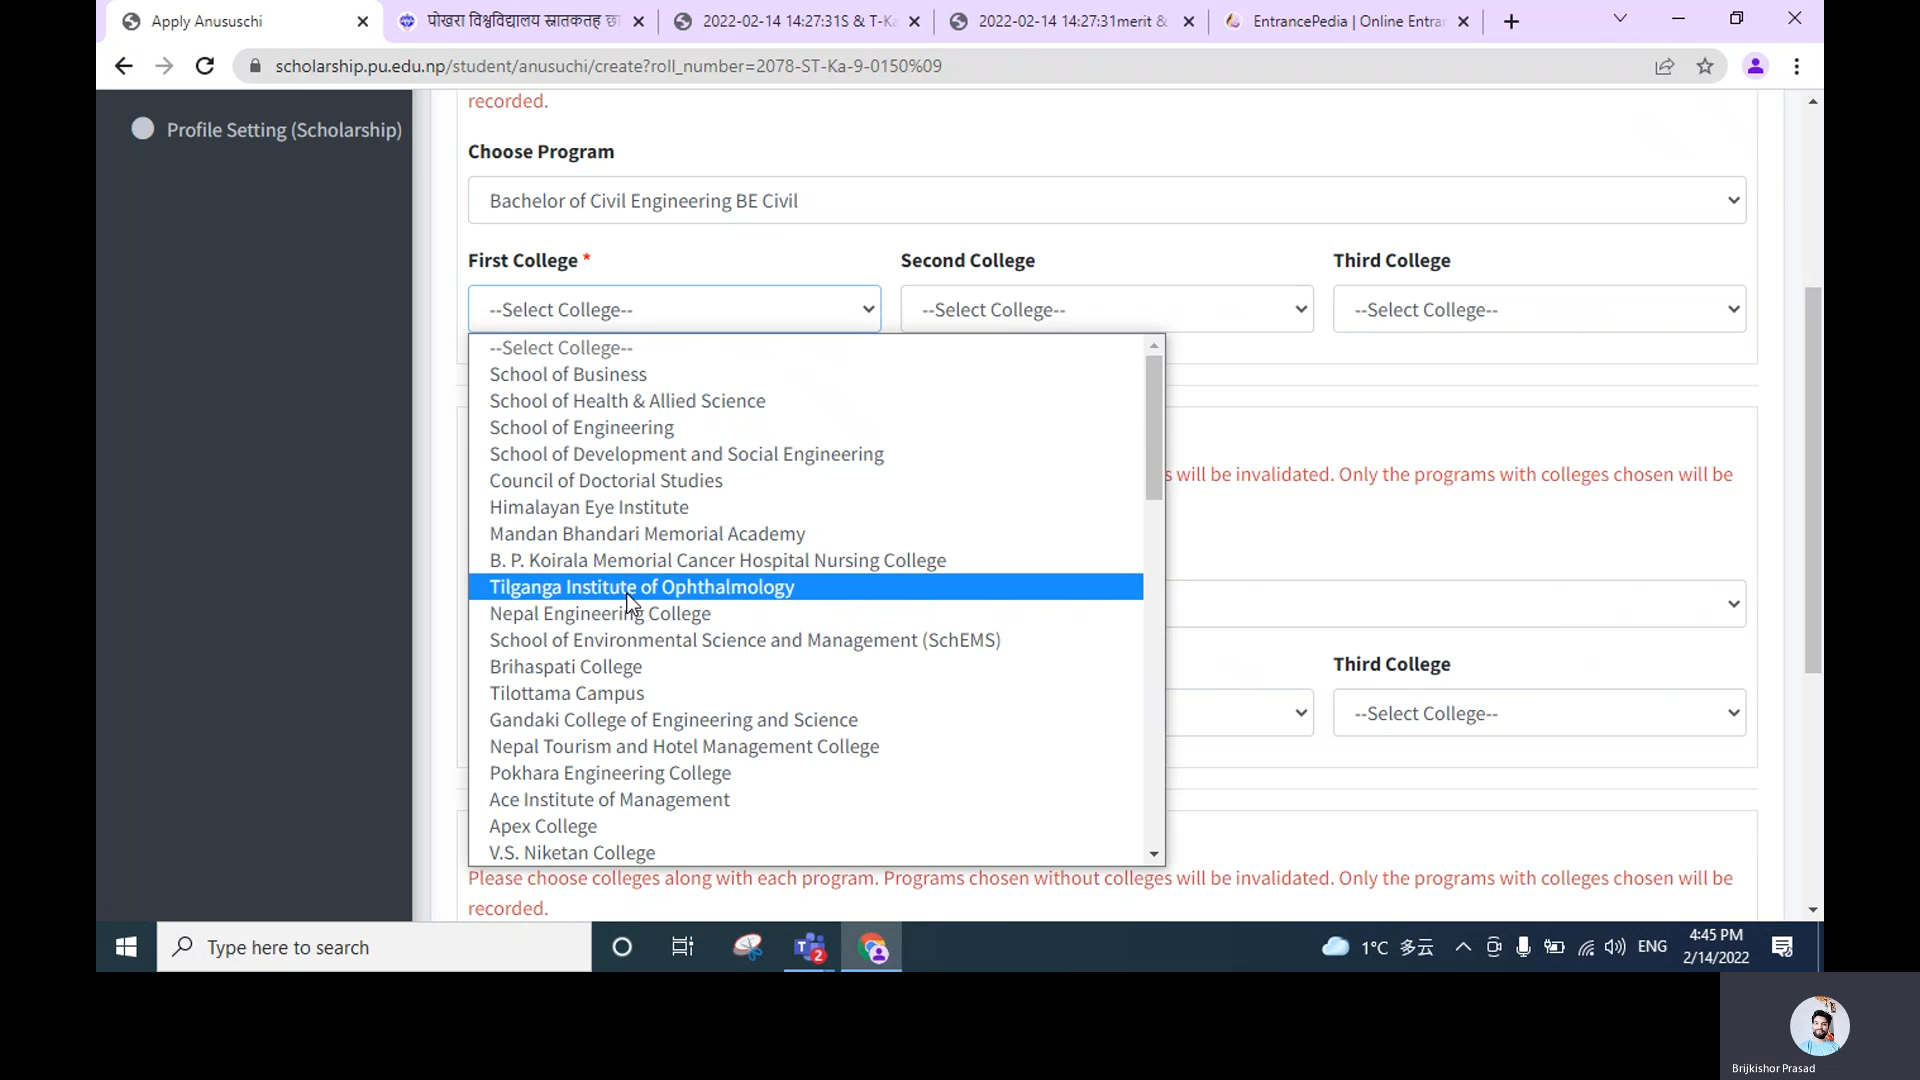 Apply Anususchi
पोखरा विश्वविद्यालय स्नातकतह छा
2022-02-14 14:27:31S & T-Ka
2022-02-14 14:27:31merit &
EntrancePedia | Online Entra
scholarship.pu.edu.np/student/anusuchi/create?roll_number=2078-ST-Ka-9-0150%09
Profile Setting (Scholarship)
recorded.
Choose Program
Bachelor of Civil Engineering BE Civil
First College * Second College Third College
--Select College-- --Select College-- --Select College--
--Select College--
School of Business
School of Health & Allied Science
School of Engineering
School of Development and Social Engineering
Council of Doctorial Studies
s will be invalidated. Only the programs with colleges chosen will be
Himalayan Eye Institute
Mandan Bhandari Memorial Academy
B. P. Koirala Memorial Cancer Hospital Nursing College
Tilganga Institute of Ophthalmology
Nepal Engineering College
School of Environmental Science and Management (SchEMS)
Brihaspati College
Third College
Tilottama Campus
Gandaki College of Engineering and Science
--Select College--
Nepal Tourism and Hotel Management College
Pokhara Engineering College
Ace Institute of Management
Apex College
V.S. Niketan College
Please choose colleges along with each program. Programs chosen without colleges will be invalidated. Only the programs with colleges chosen will be
recorded.
Type here to search
2
1°C 多云
ENG
4:45 PM
2/14/2022
Brijkishor Prasad